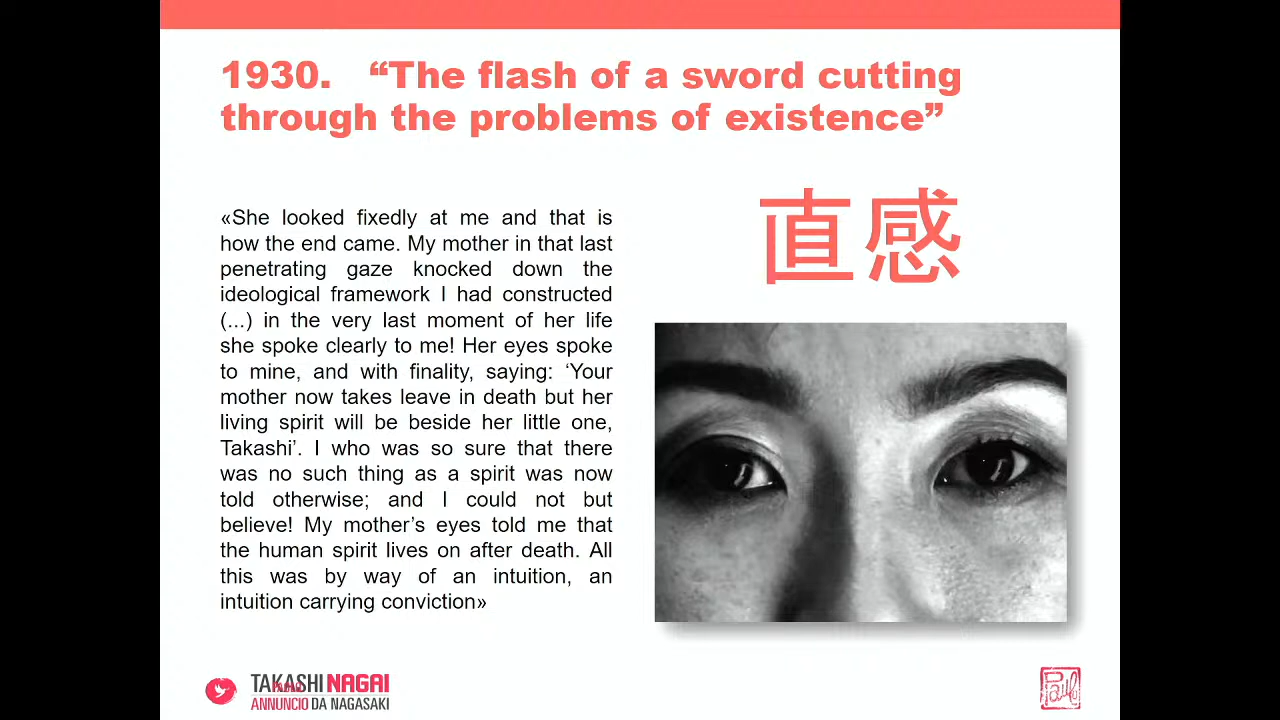 1930. “The flash of a sword cutting
through the problems of existence”
直感
«She looked fixedly at me and that is
how the end came. My mother in that last
penetrating gaze knocked down the
ideological framework I had constructed
(...) in the very last moment of her life
she spoke clearly to me! Her eyes spoke
to mine, and with finality, saying: ‘Your
mother now takes leave in death but her
living spirit will be beside her little one,
Takashi’. I who was so sure that there
was no such thing as a spirit was now
told otherwise; and I could not but
believe! My mother’s eyes told me that
the human spirit lives on after death. All
this was by way of an intuition, an
intuition carrying conviction»
TAKASHI NAGAI
PAOLO
ANNUNCIO DA NAGASAKI
Paul